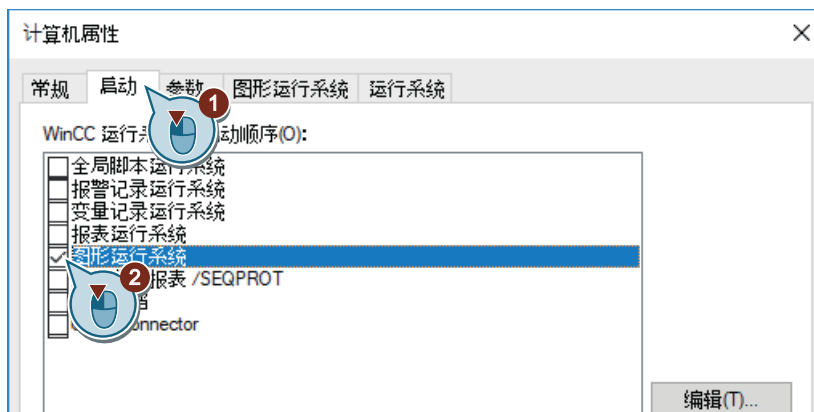 计算机属性
常规 启动 参数 图形运行系统 运行系统
1
WinCC 运行 动顺序(O):
全局脚本运行系统
报警记录运行系统
变量记录运行系统
报表运行系统
图形运行系统
2 报表 /SEQPROT
nnector
编辑(T)...